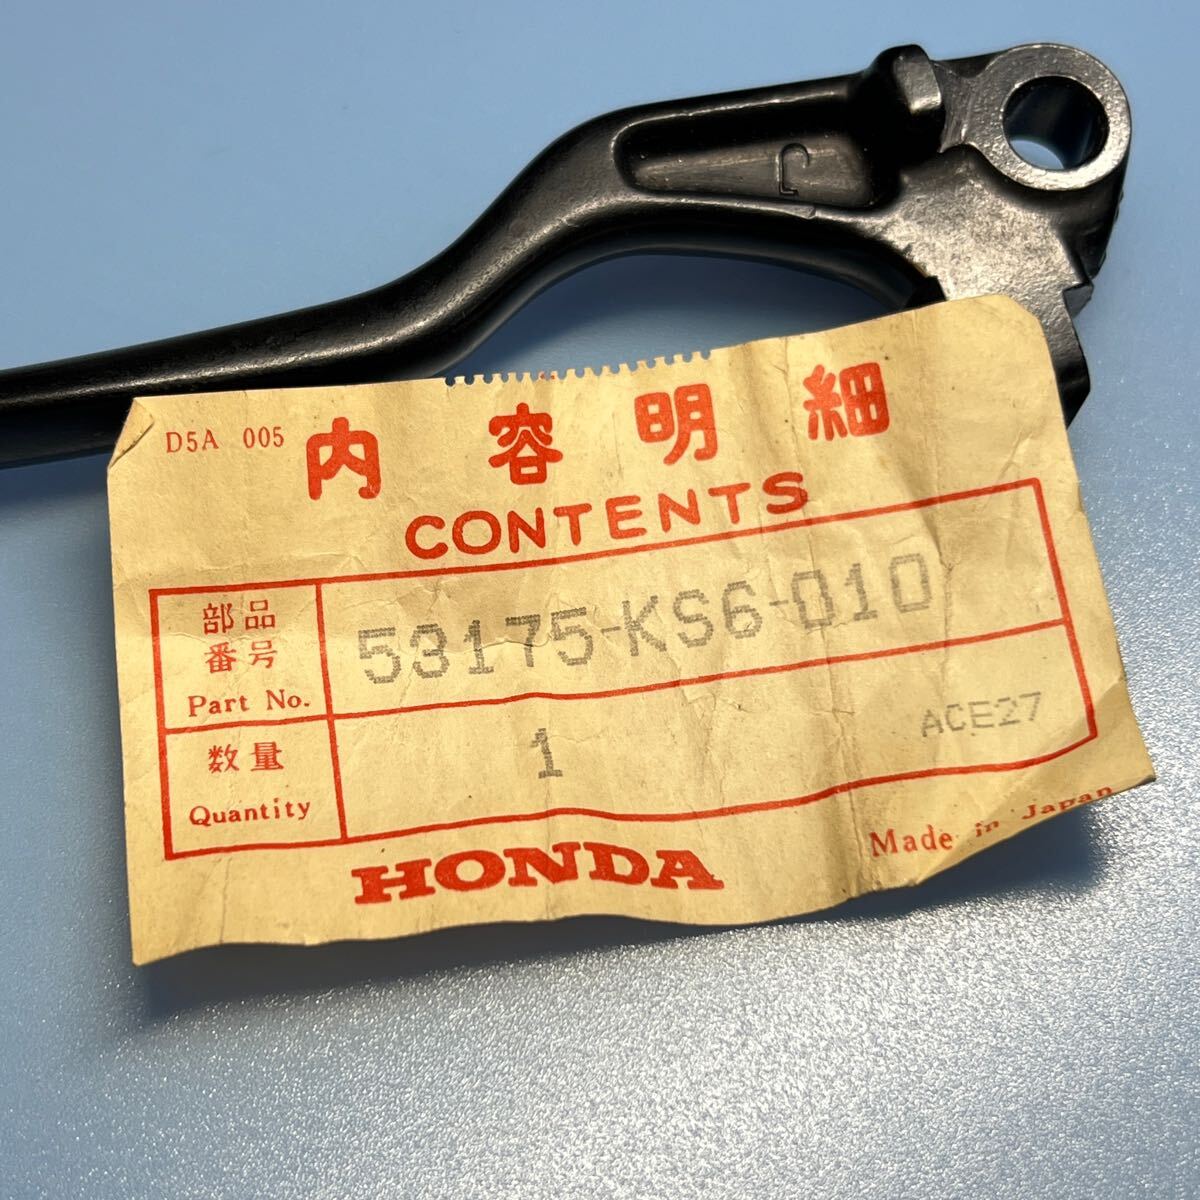 D5A 005
内容明細
CONTENTS
部品
番号
Part No.
53175-KS6-010
数量
Quantity
1
ACE27
HONDA
Made in Japan